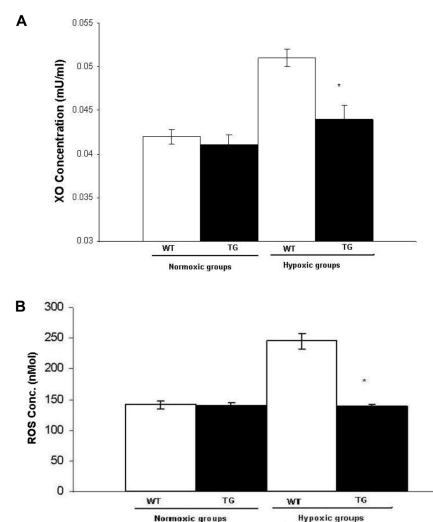 A
XO Concentration (mU/ml)
0.055
0.05
0.045
0.04
0.035
0.03
*
WT TG WT TG
Normoxic groups Hypoxic groups
B
ROS Conc. (nMol)
300
250
200
150
100
50
0
*
WT TG WT TG
Normoxic groups Hypoxic groups